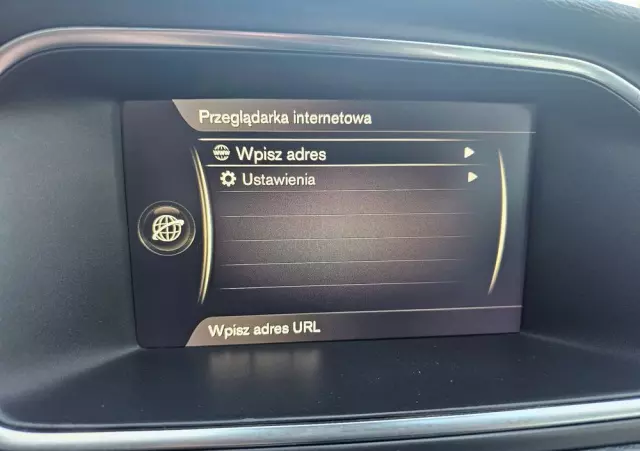 Przeglądarka internetowa
Wpisz adres
Ustawienia
Wpisz adres URL